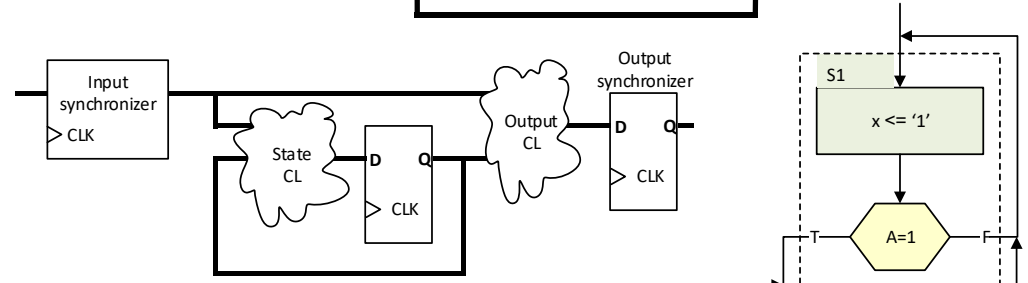 Input
synchronizer
CLK
State
CL
D
Q
CLK
Output
CL
Output
synchronizer
D
Q
CLK
S1
x <= ‘1’
T
A=1
F